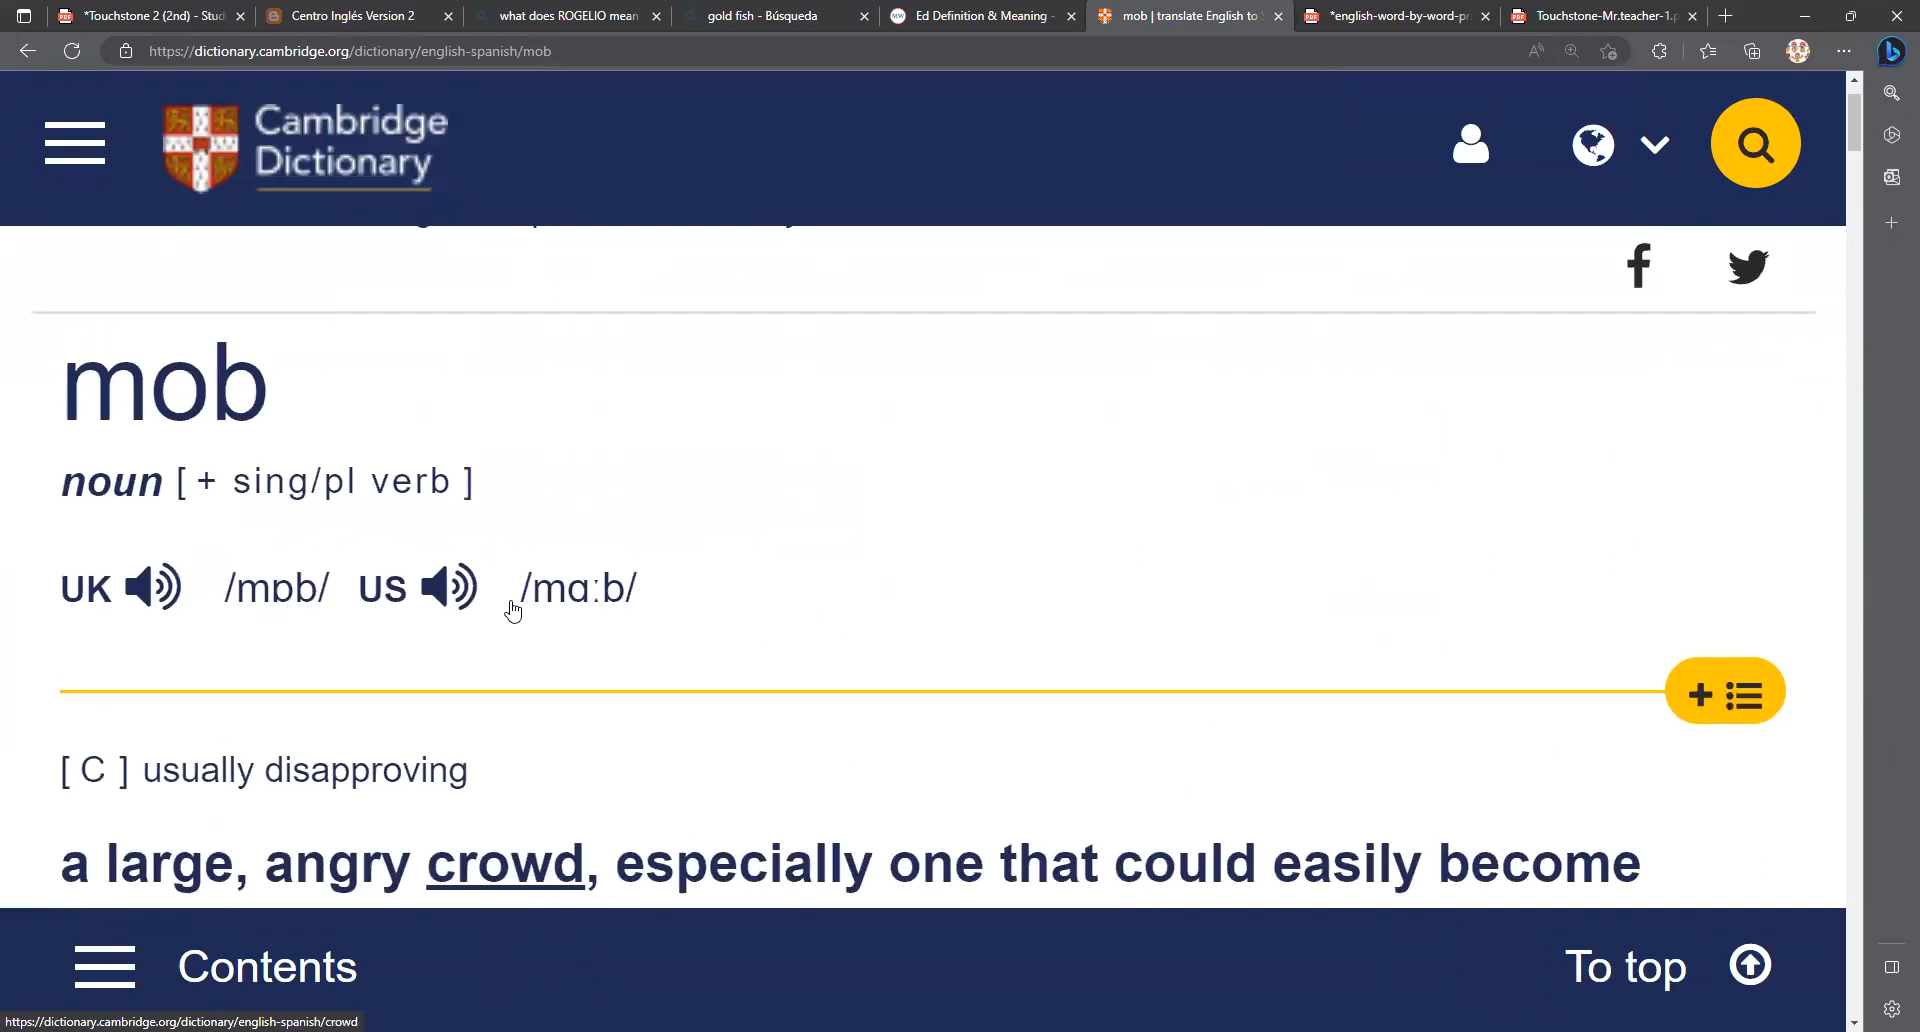 *Touchstone 2 (2nd) - Stud
Centro Inglés Version 2
what does ROGELIO mean
gold fish - Búsqueda
Ed Definition & Meaning -
mob | translate English to S
*english-word-by-word-pr
Touchstone-Mr.teacher-1.p
https://dictionary.cambridge.org/dictionary/english-spanish/mob
Cambridge
Dictionary
mob
noun [ + sing/pl verb ]
UK /mɒb/ US /mɑːb/
[ C ] usually disapproving
a large, angry crowd, especially one that could easily become
Contents
To top
https://dictionary.cambridge.org/dictionary/english-spanish/crowd